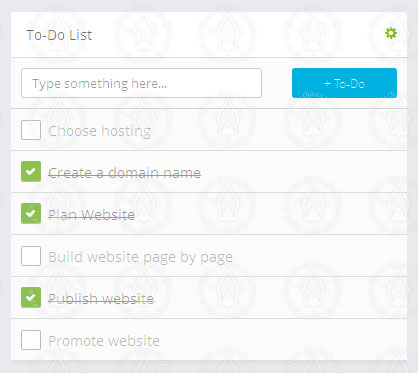 To-Do List
Type something here...
+ To-Do
Choose hosting
Create a domain name
Plan Website
Build website page by page
Publish website
Promote website